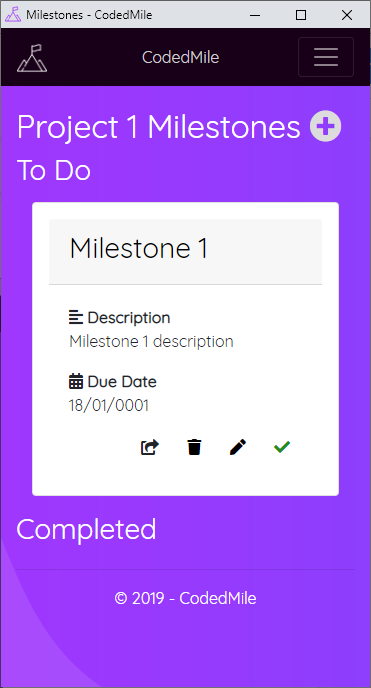 Milestones - CodedMile
CodedMile
Project 1 Milestones
To Do
Milestone 1
Description
Milestone 1 description
Due Date
18/01/0001
Completed
© 2019 - CodedMile